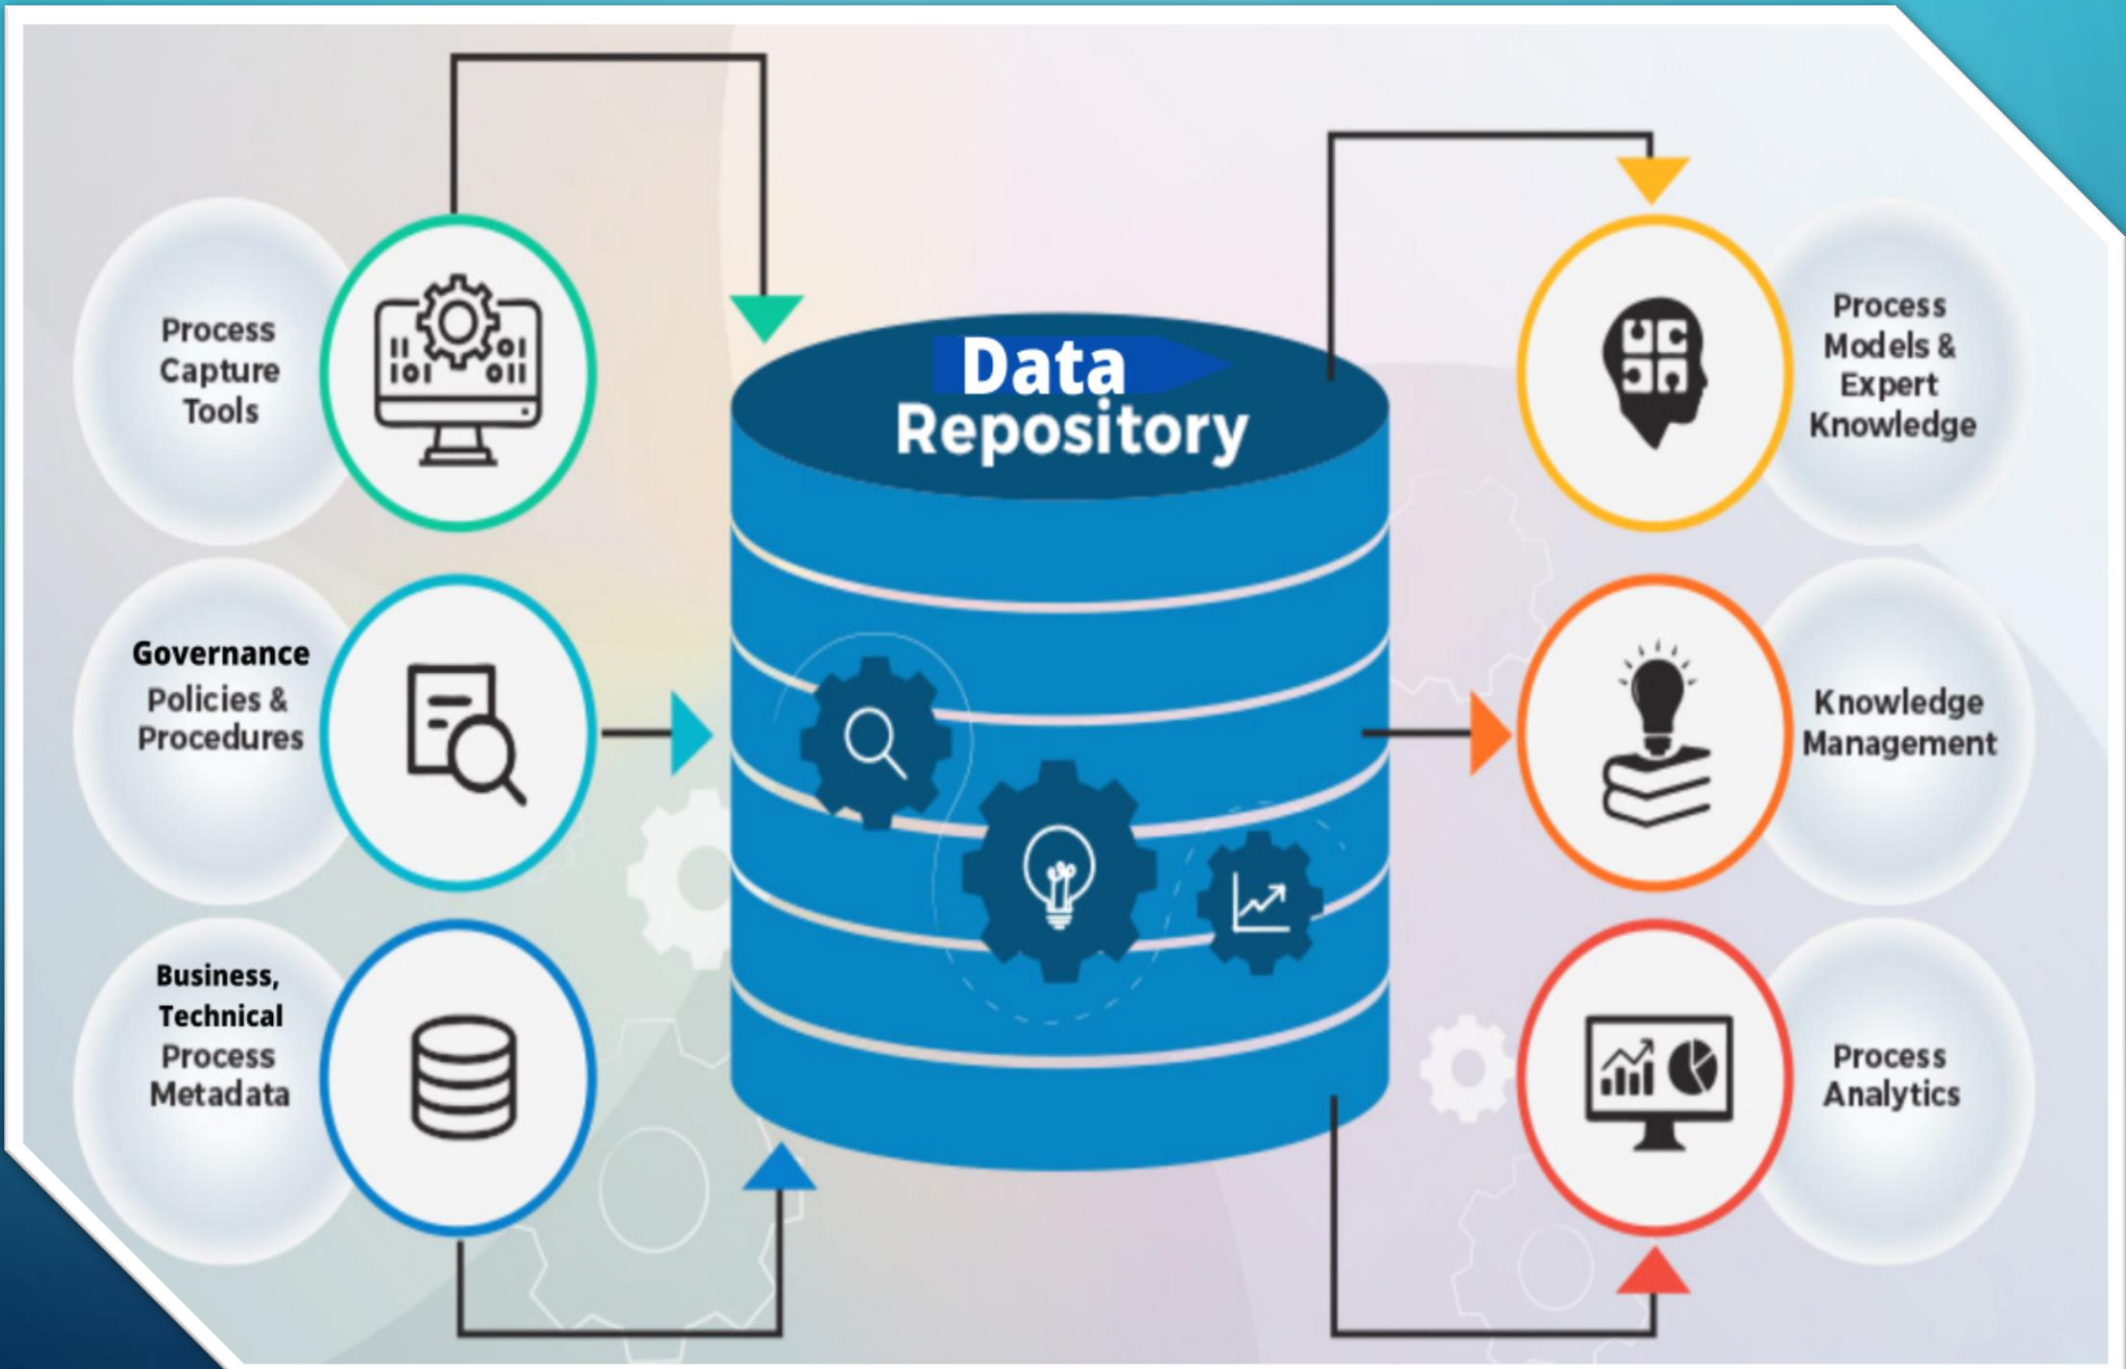 Process
Capture
Tools
Governance
Policies &
Procedures
Business,
Technical
Process
Metadata
Data
Repository
Process
Models &
Expert
Knowledge
Knowledge
Management
Process
Analytics